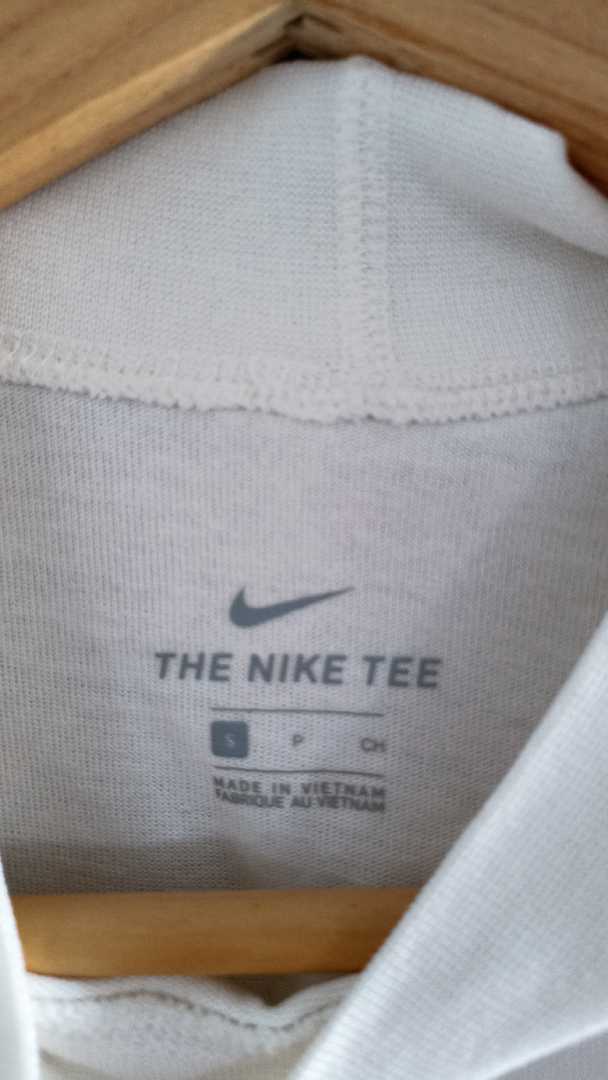 THE NIKE TEE
S P CH
MADE IN VIETNAM
FABRIQUE AU VIETNAM